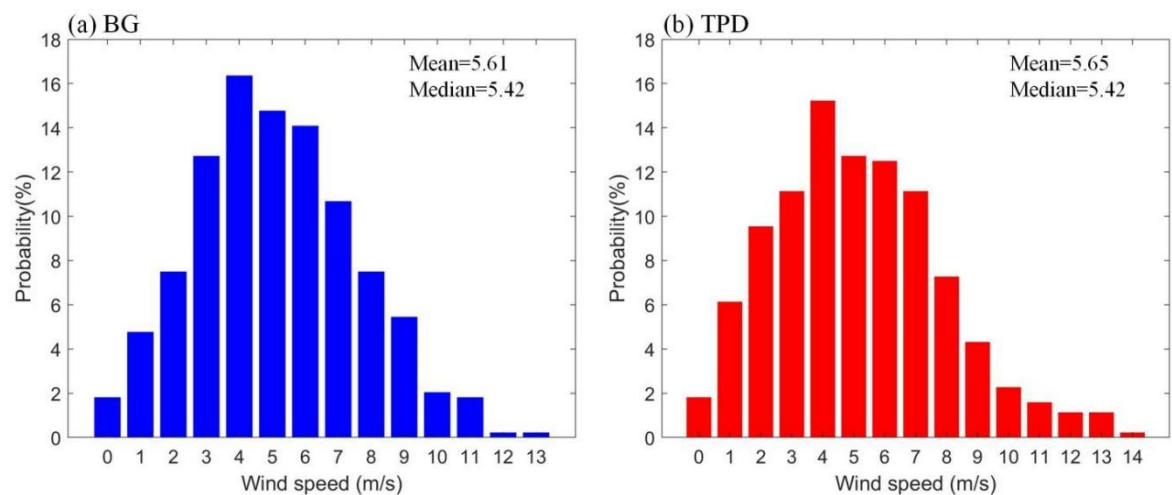 (a) BG
18
16
14
12
10
8
6
4
2
0
Probability(%)
Mean=5.61
Median=5.42
0 1 2 3 4 5 6 7 8 9 10 11 12 13
Wind speed (m/s)
(b) TPD
18
16
14
12
10
8
6
4
2
0
Probability(%)
Mean=5.65
Median=5.42
0 1 2 3 4 5 6 7 8 9 10 11 12 13 14
Wind speed (m/s)